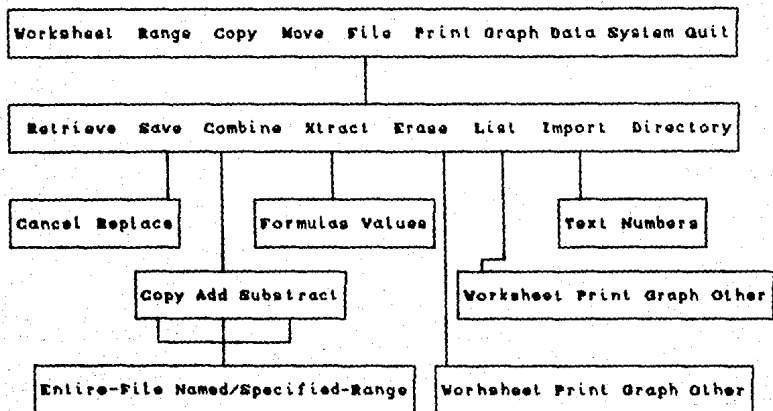 Worksheet Range Copy Move File Print Graph Data System Quit
Retrieve Save Combine Xtract Erase List Import Directory
Cancel Replace
Formulas Values
Text Numbers
Copy Add Substract
Worksheet Print Graph Other
Entire-File Named/Specified-Range
Worhsheet Print Graph Other